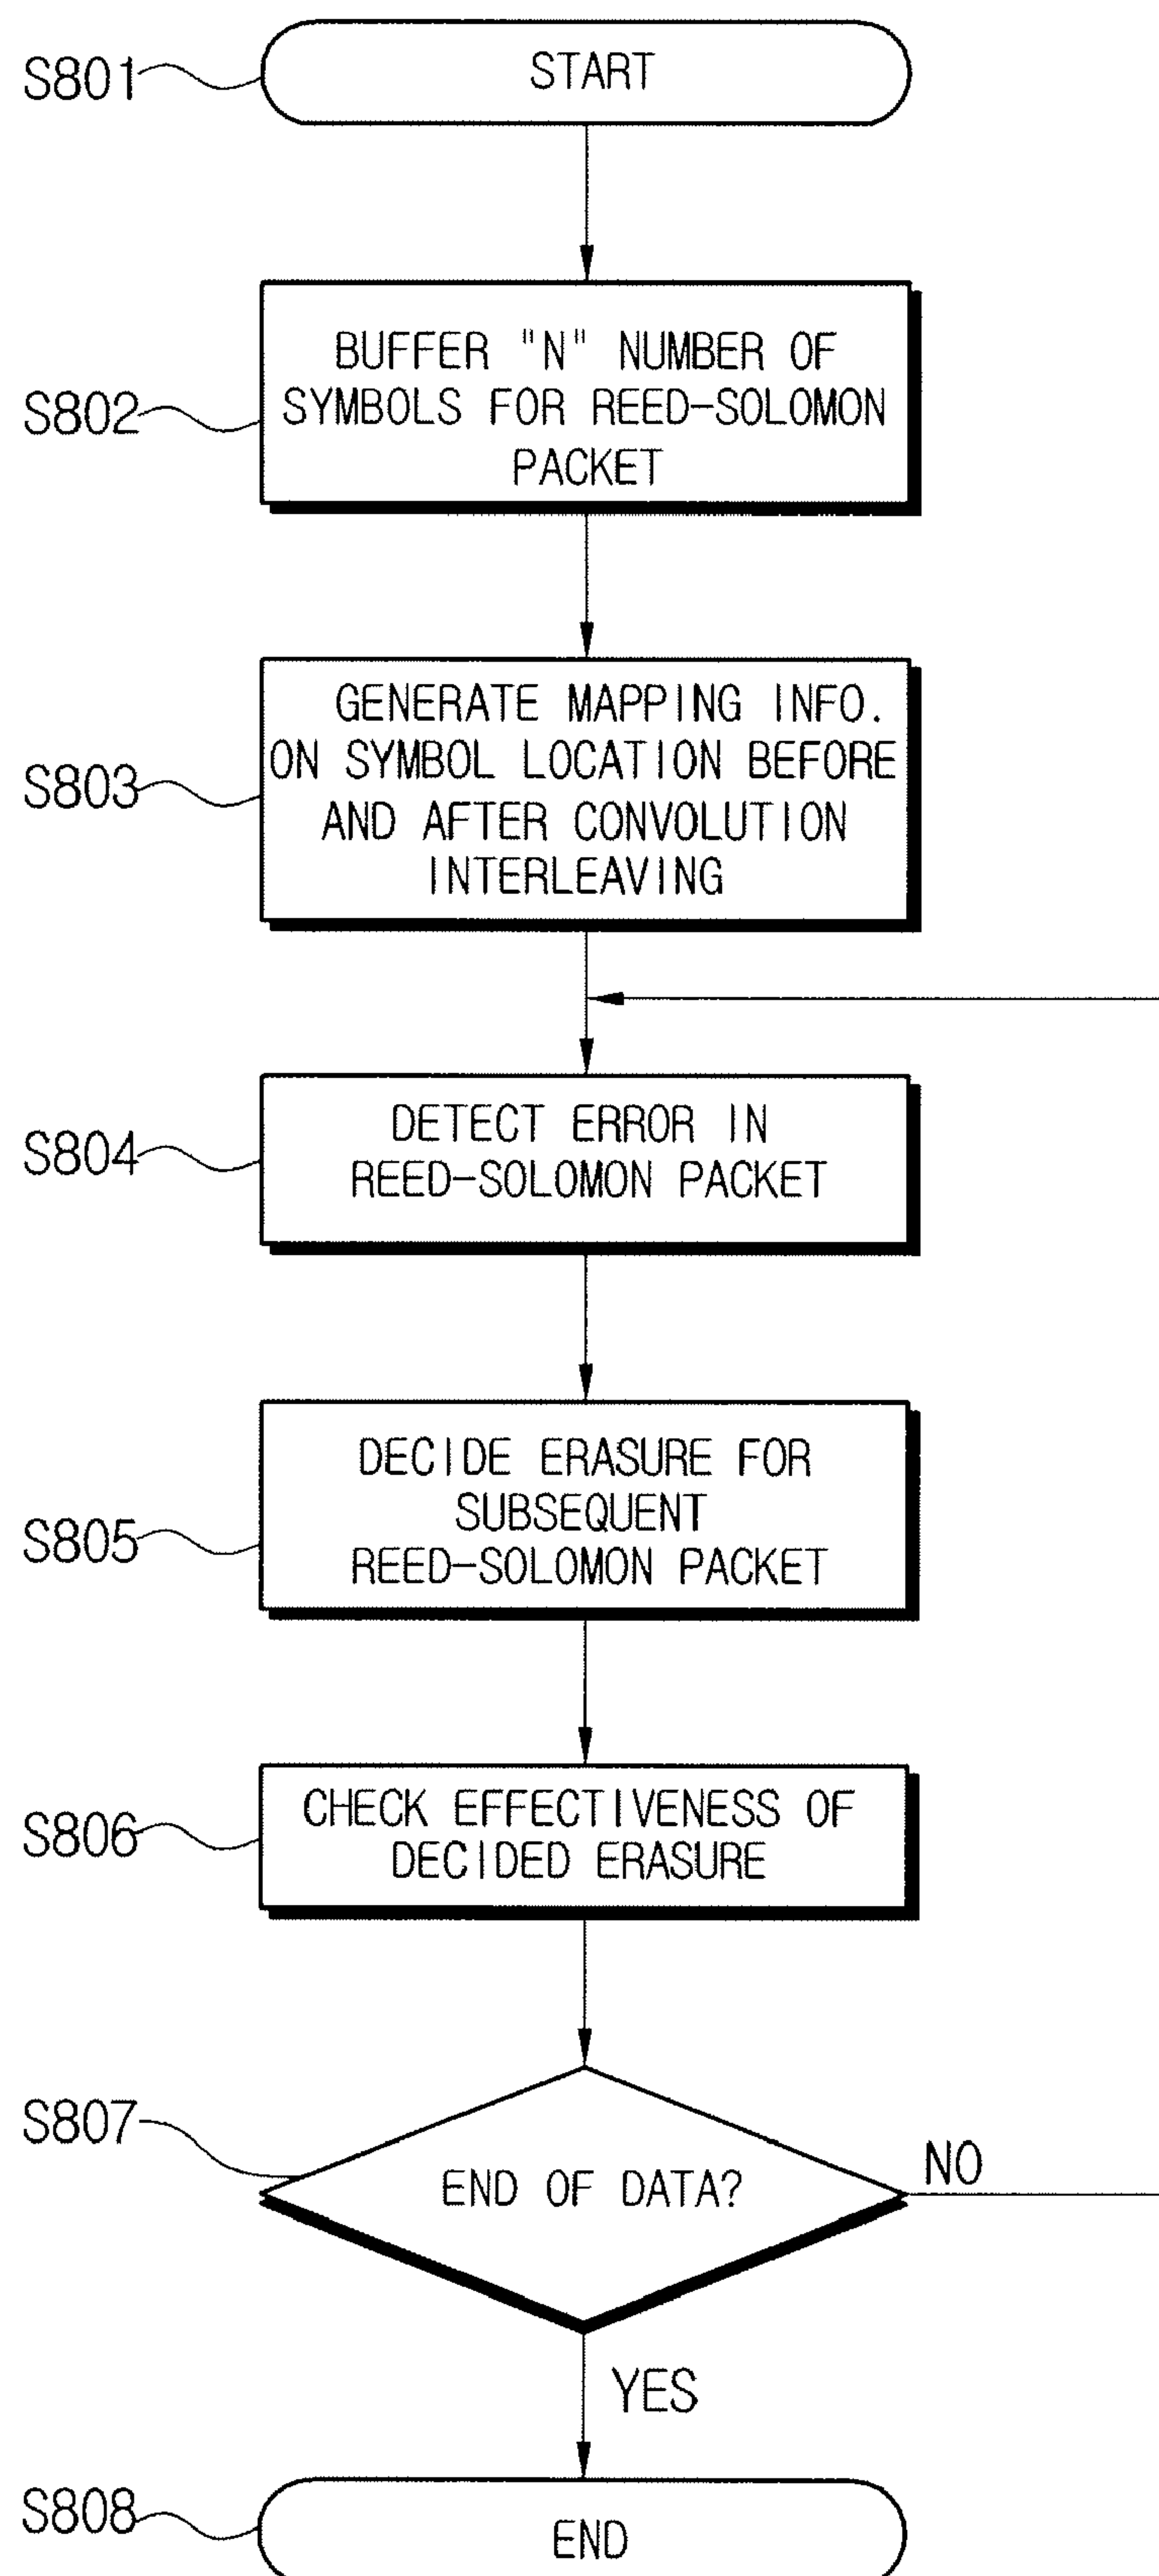 S801
START
S802
BUFFER "N" NUMBER OF
SYMBOLS FOR REED-SOLOMON
PACKET
S803
GENERATE MAPPING INFO.
ON SYMBOL LOCATION BEFORE
AND AFTER CONVOLUTION
INTERLEAVING
S804
DETECT ERROR IN
REED-SOLOMON PACKET
S805
DECIDE ERASURE FOR
SUBSEQUENT
REED-SOLOMON PACKET
S806
CHECK EFFECTIVENESS OF
DECIDED ERASURE
S807
END OF DATA?
NO
YES
S808
END